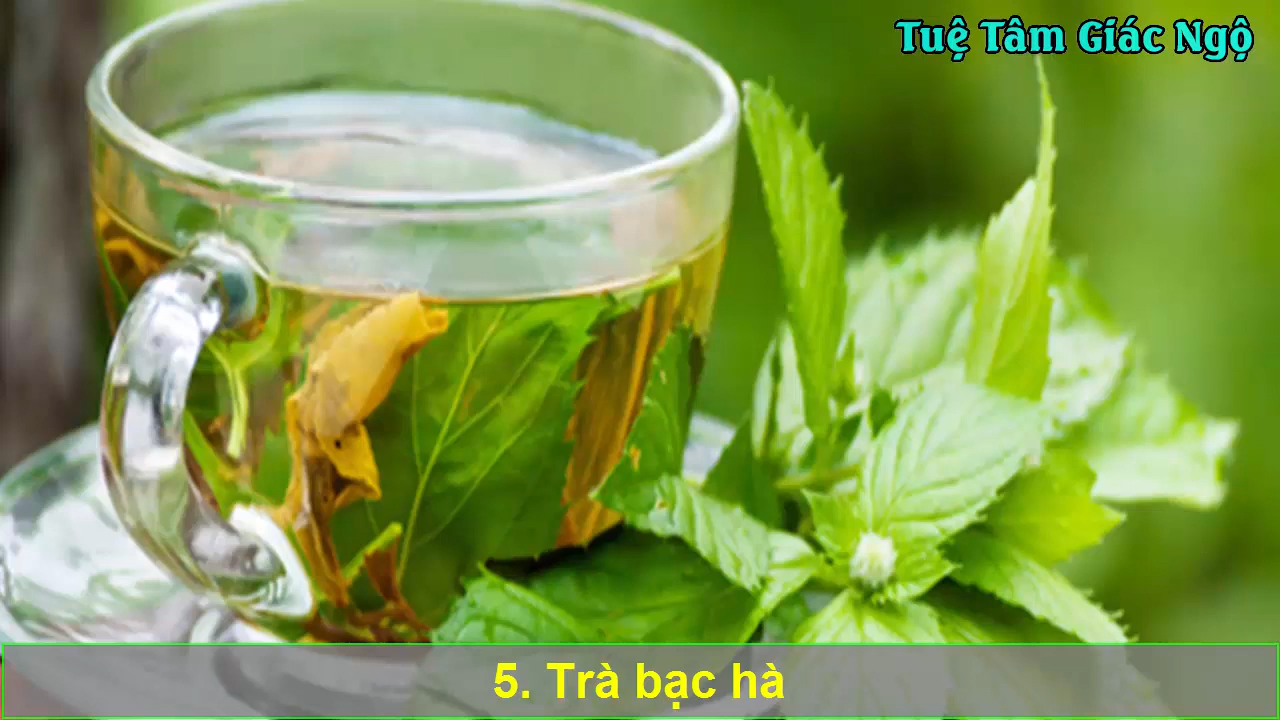 Tuệ Tâm Giác Ngộ
5. Trà bạc hà